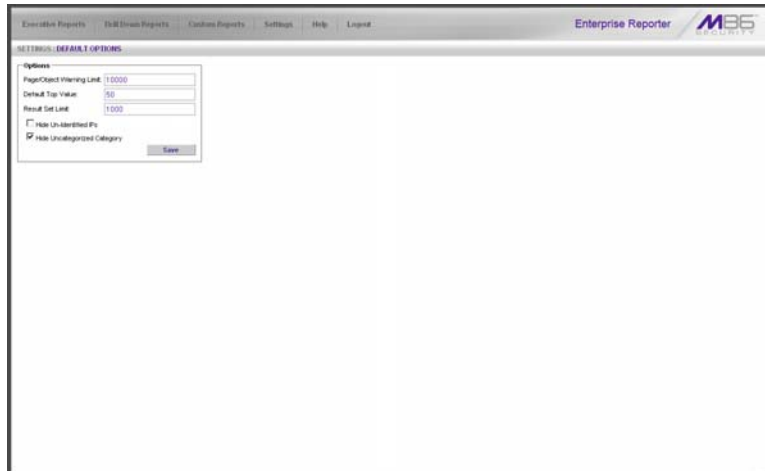 Executive Reports Drill Down Reports Custom Reports Settings Help Logout Enterprise Reporter M86 SECURITY
SETTINGS : DEFAULT OPTIONS
Options
Page/Object Warning Limit: 10000
Default Top Value: 50
Result Set Limit: 1000
Hide Un-Identified IPs
Hide Uncategorized Category
Save